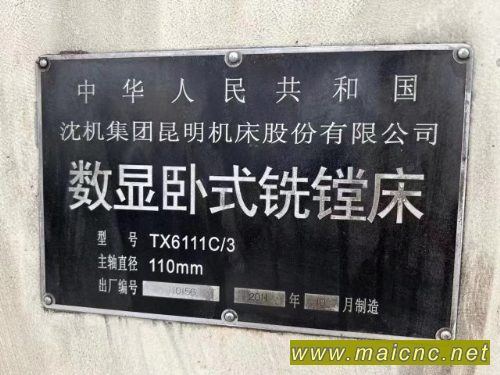 中华人民共和国
沈机集团昆明机床股份有限公司
数显卧式铣镗床
型 号 TX6111C/3
主轴直径 110mm
出厂编号 年 月制造
www.maicnc.net